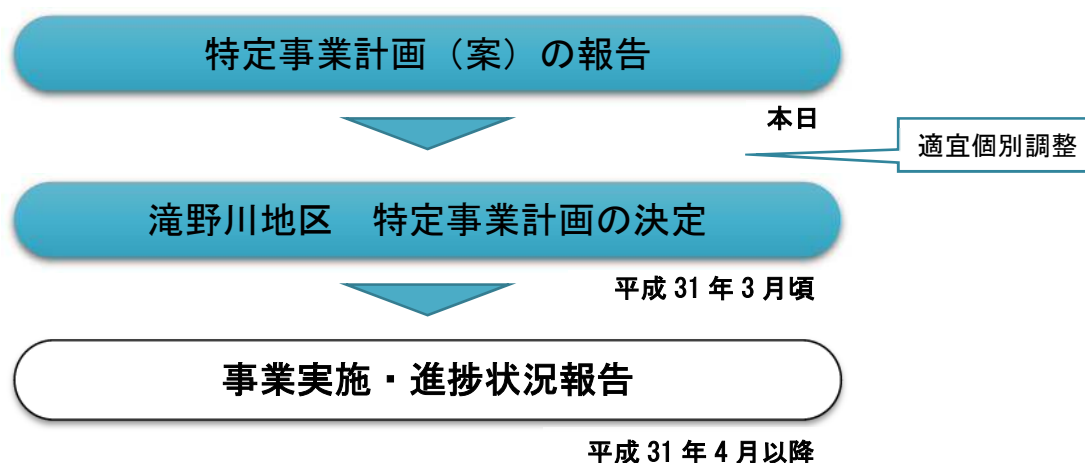 特定事業計画（案）の報告
本日
適宜個別調整
滝野川地区　特定事業計画の決定
平成 31 年 3 月頃
事業実施・進捗状況報告
平成 31 年 4 月以降